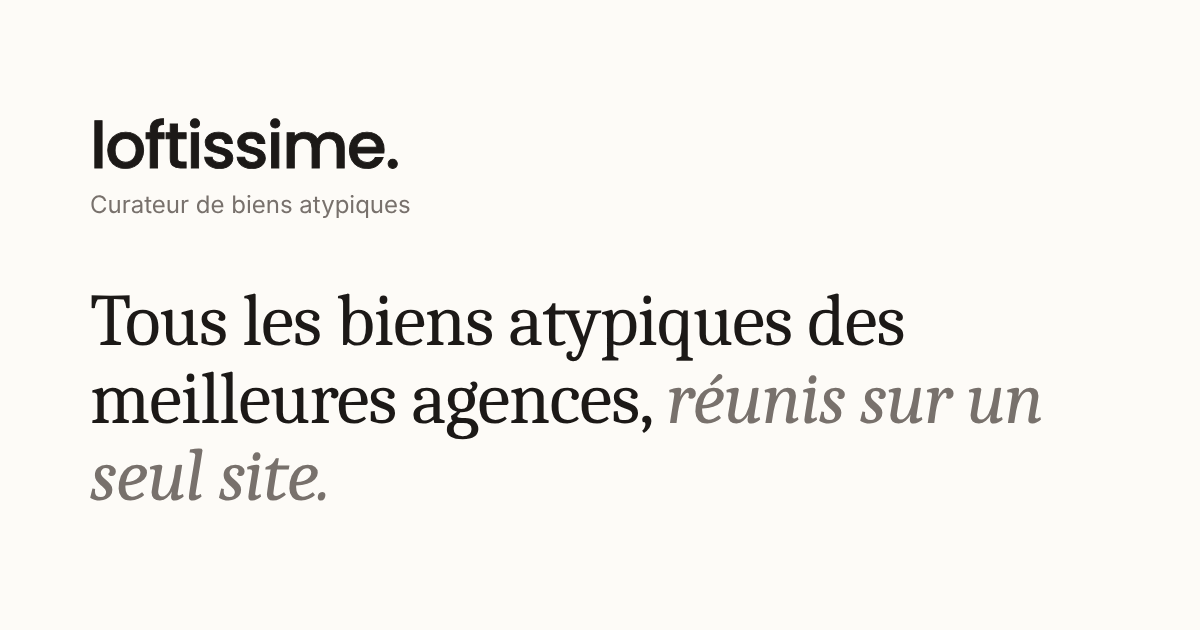 loftissime.
Curateur de biens atypiques
Tous les biens atypiques des
meilleures agences, réunis sur un
seul site.